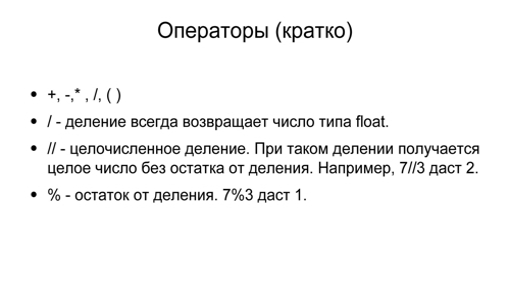 Операторы (кратко)
• +, -,* , /, ( )
• / - деление всегда возвращает число типа float.
• // - целочисленное деление. При таком делении получается
целое число без остатка от деления. Например, 7//3 даст 2.
• % - остаток от деления. 7%3 даст 1.